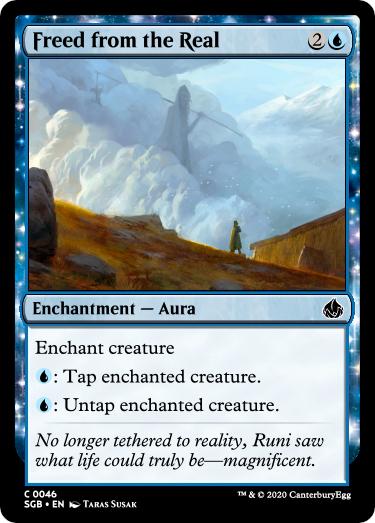 Freed from the Real 2
Enchantment — Aura
Enchant creature
: Tap enchanted creature.
: Untap enchanted creature.
No longer tethered to reality, Runi saw
what life could truly be—magnificent.
C 0046
SGB • EN Taras Susak
™ & © 2020 CanterburyEgg